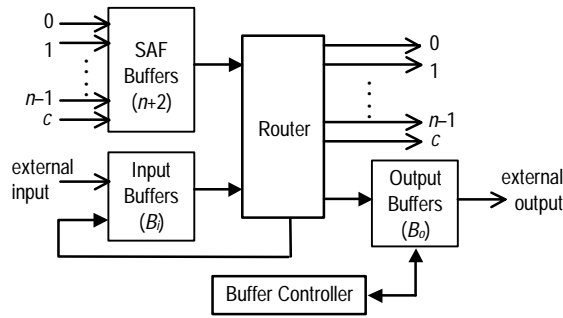 0
1
n–1
c
SAF
Buffers
(n+2)
external
input
Input
Buffers
(Bi)
Router
0
1
n–1
c
Output
Buffers
(Bo)
external
output
Buffer Controller